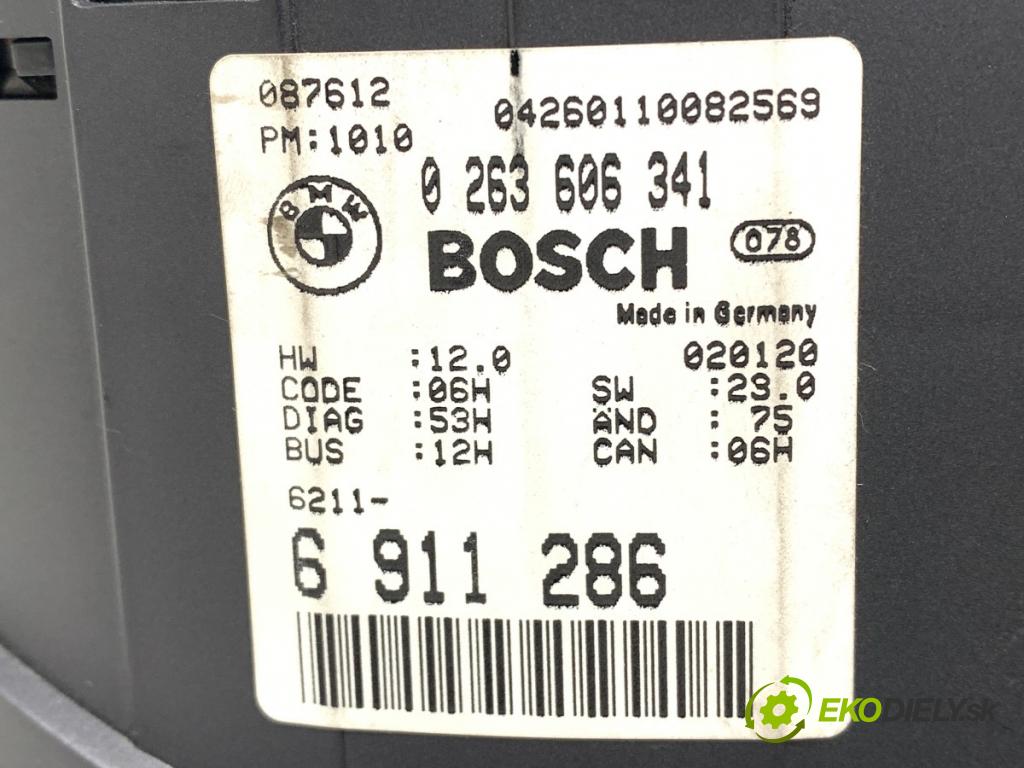 087612
04260110082569
PM:1010
0 263 606 341
BMW
BOSCH
078
Made in Germany
HW :12.0
020120
CODE :06H
SW :23.0
DIAG :53H
ÄND : 75
BUS :12H
CAN :06H
6211-
6 911 286
EKODIELY.sk